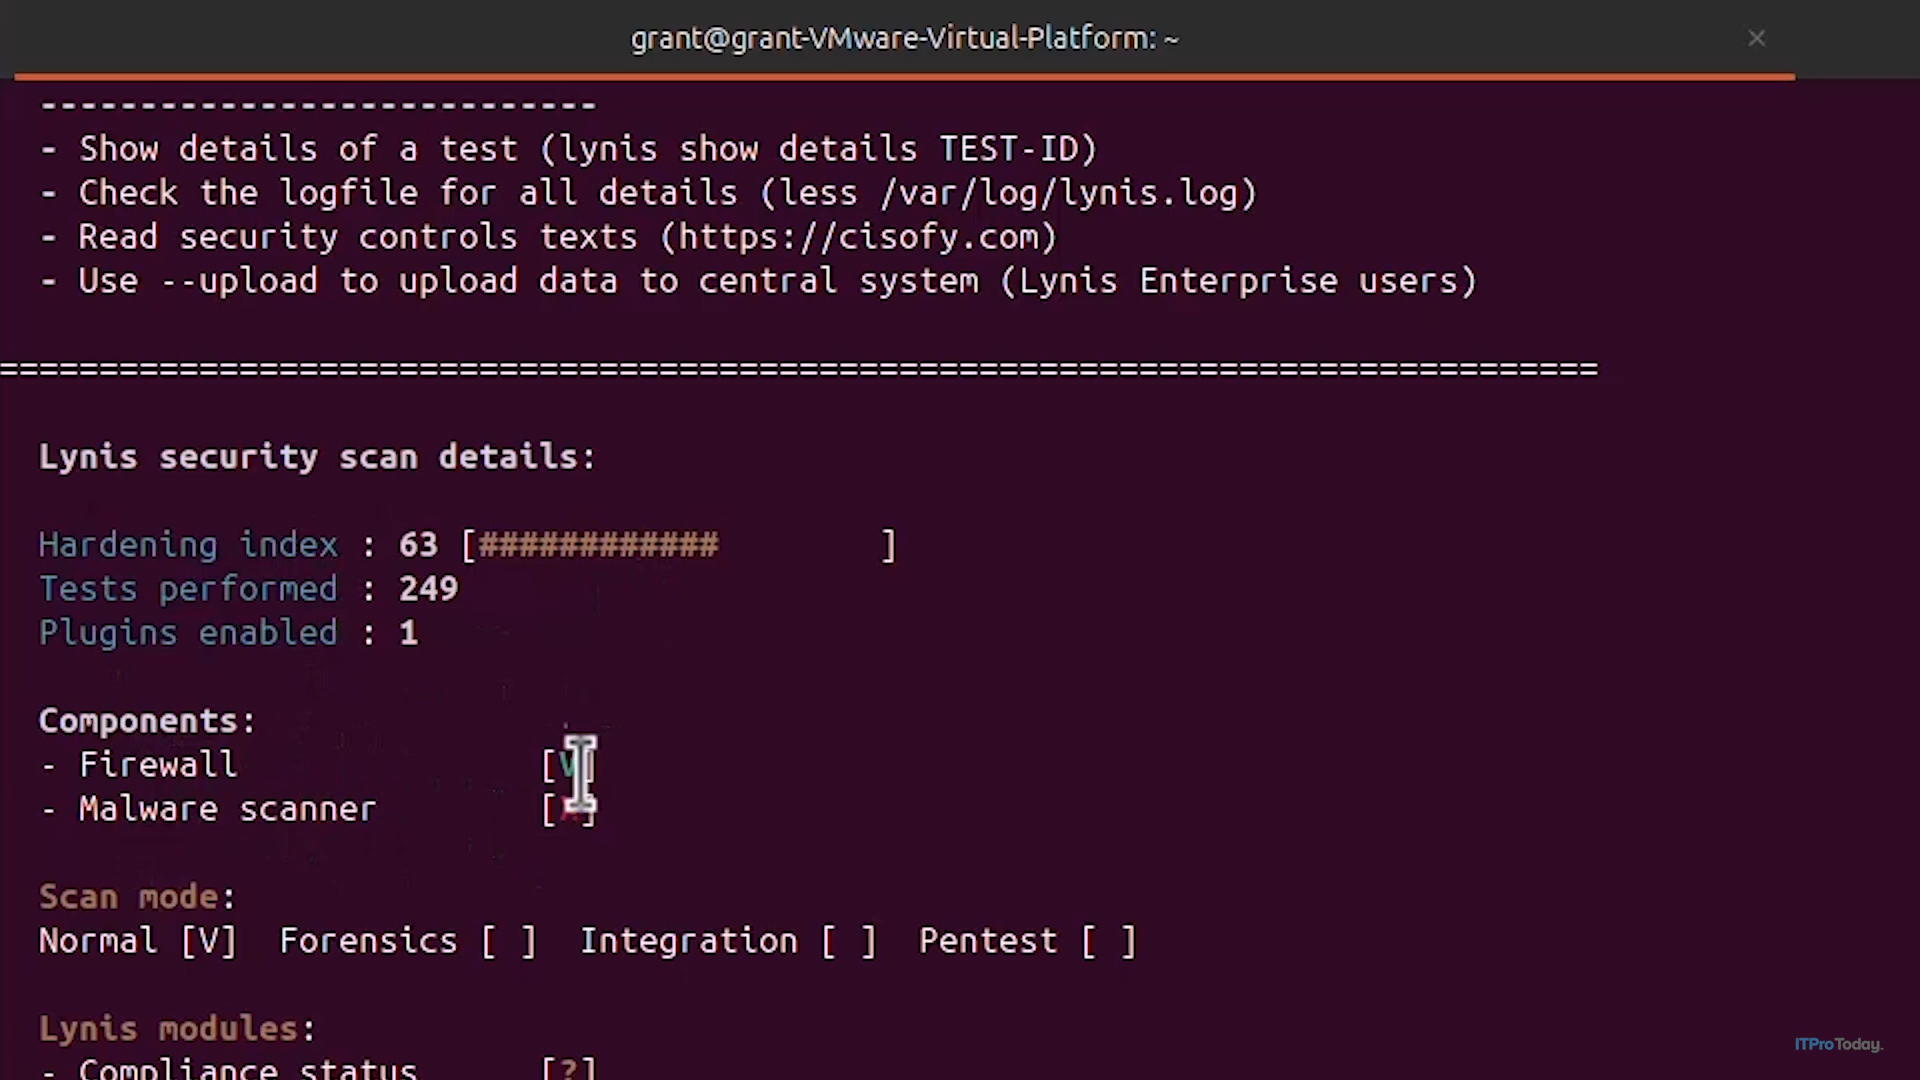 grant@grant-VMware-Virtual-Platform: ~
----------------------------
- Show details of a test (lynis show details TEST-ID)
- Check the logfile for all details (less /var/log/lynis.log)
- Read security controls texts (https://cisofy.com)
- Use --upload to upload data to central system (Lynis Enterprise users)
================================================================================
Lynis security scan details:
Hardening index : 63 [############        ]
Tests performed : 249
Plugins enabled : 1
Components:
- Firewall               [V]
- Malware scanner        [X]
Scan mode:
Normal [V]  Forensics [ ]  Integration [ ]  Pentest [ ]
Lynis modules:
- Compliance status      [?]
ITProToday.